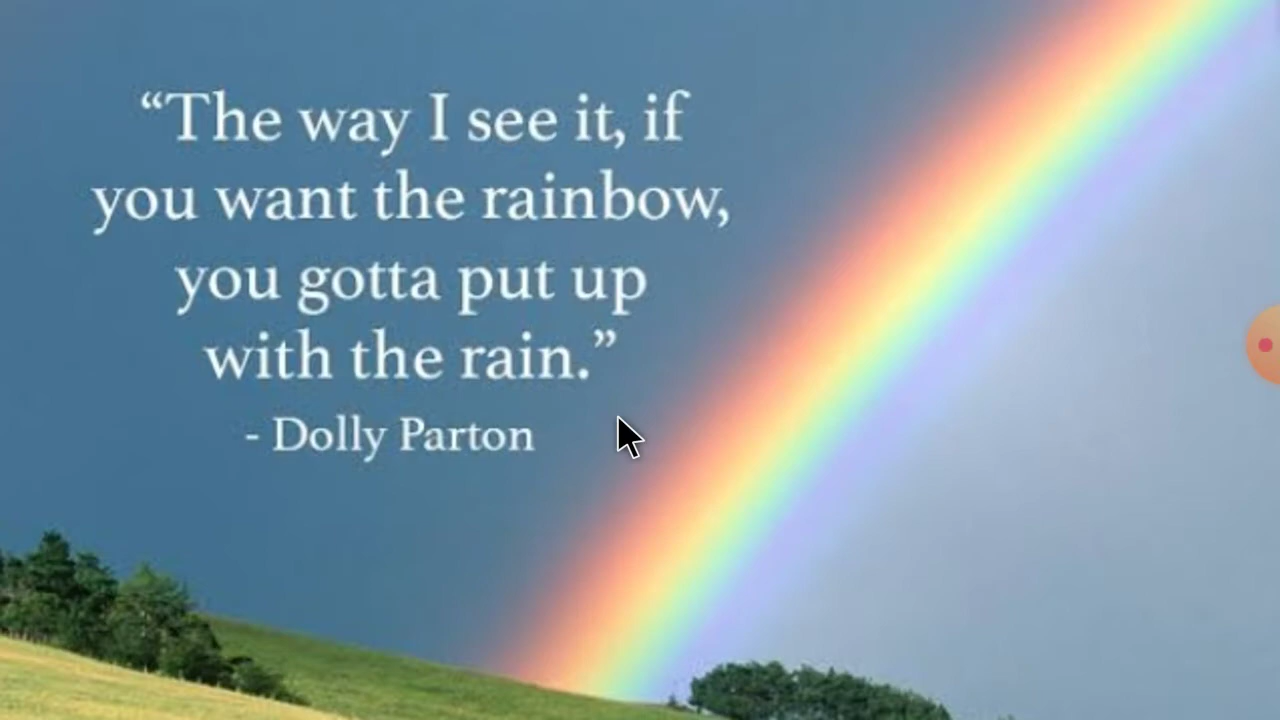 “The way I see it, if
you want the rainbow,
you gotta put up
with the rain.”
- Dolly Parton